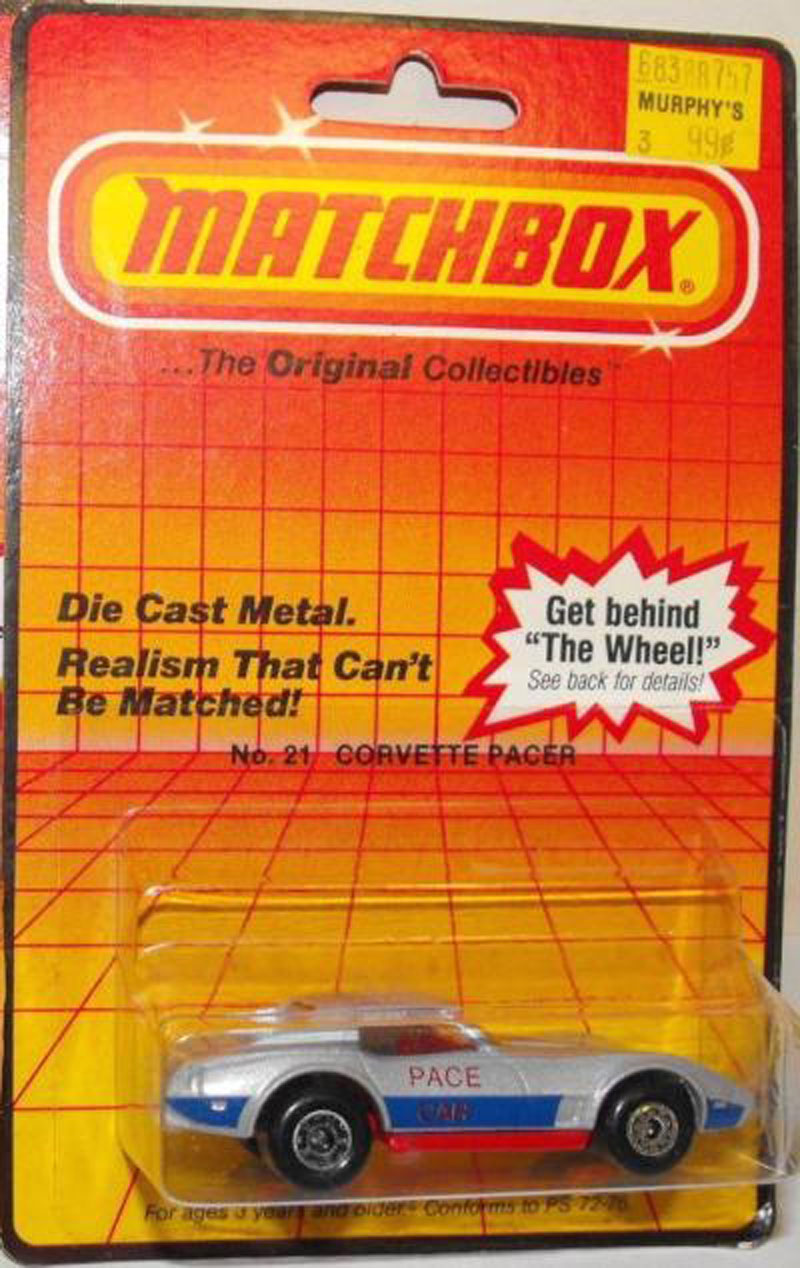 683RR757
MURPHY'S
3 99¢
MATCHBOX®
...The Original Collectibles™
Die Cast Metal.
Realism That Can't
Be Matched!
Get behind
“The Wheel!”
See back for details!
No. 21 CORVETTE PACER
PACE
CAR
For ages 3 years and older. Conforms to PS 72-76.